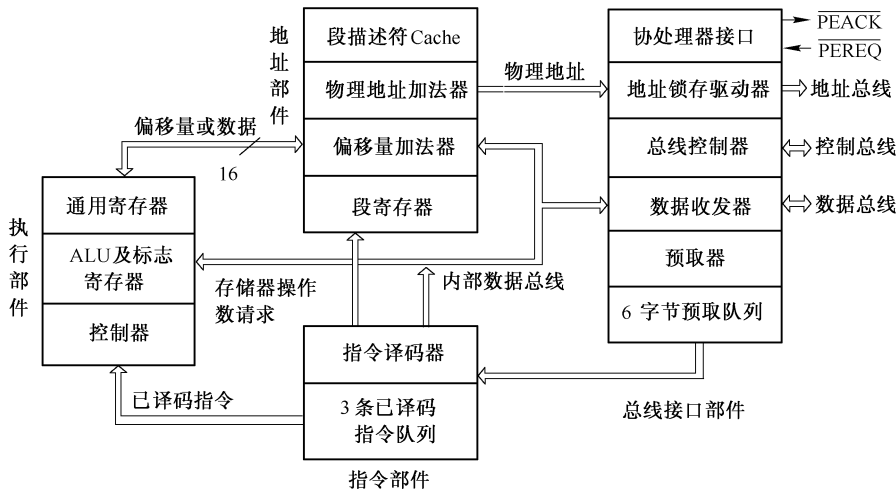 地址部件
段描述符Cache
物理地址加法器
偏移量加法器
段寄存器
物理地址
协处理器接口
地址锁存驱动器
总线控制器
数据收发器
预取器
6字节预取队列
总线接口部件
PEACK
PEREQ
地址总线
控制总线
数据总线
偏移量或数据
16
执行部件
通用寄存器
ALU及标志
寄存器
控制器
存储器操作
数请求
内部数据总线
已译码指令
指令译码器
3条已译码
指令队列
指令部件